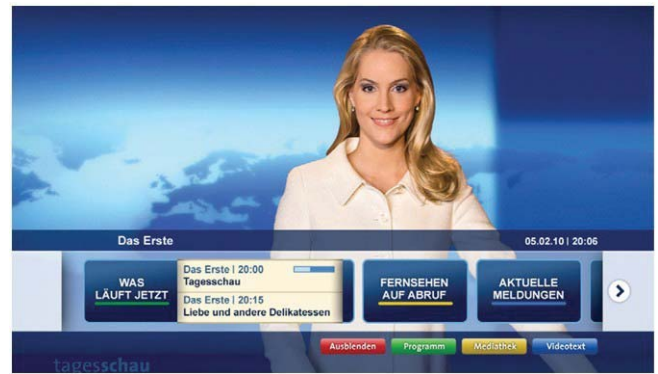 Das Erste
05.02.10 | 20:06
WAS
LÄUFT JETZT
Das Erste | 20:00
Tagesschau
Das Erste | 20:15
Liebe und andere Delikatessen
FERNSEHEN
AUF ABRUF
AKTUELLE
MELDUNGEN
Ausblenden
Programm
Mediathek
Videotext
tagesschau